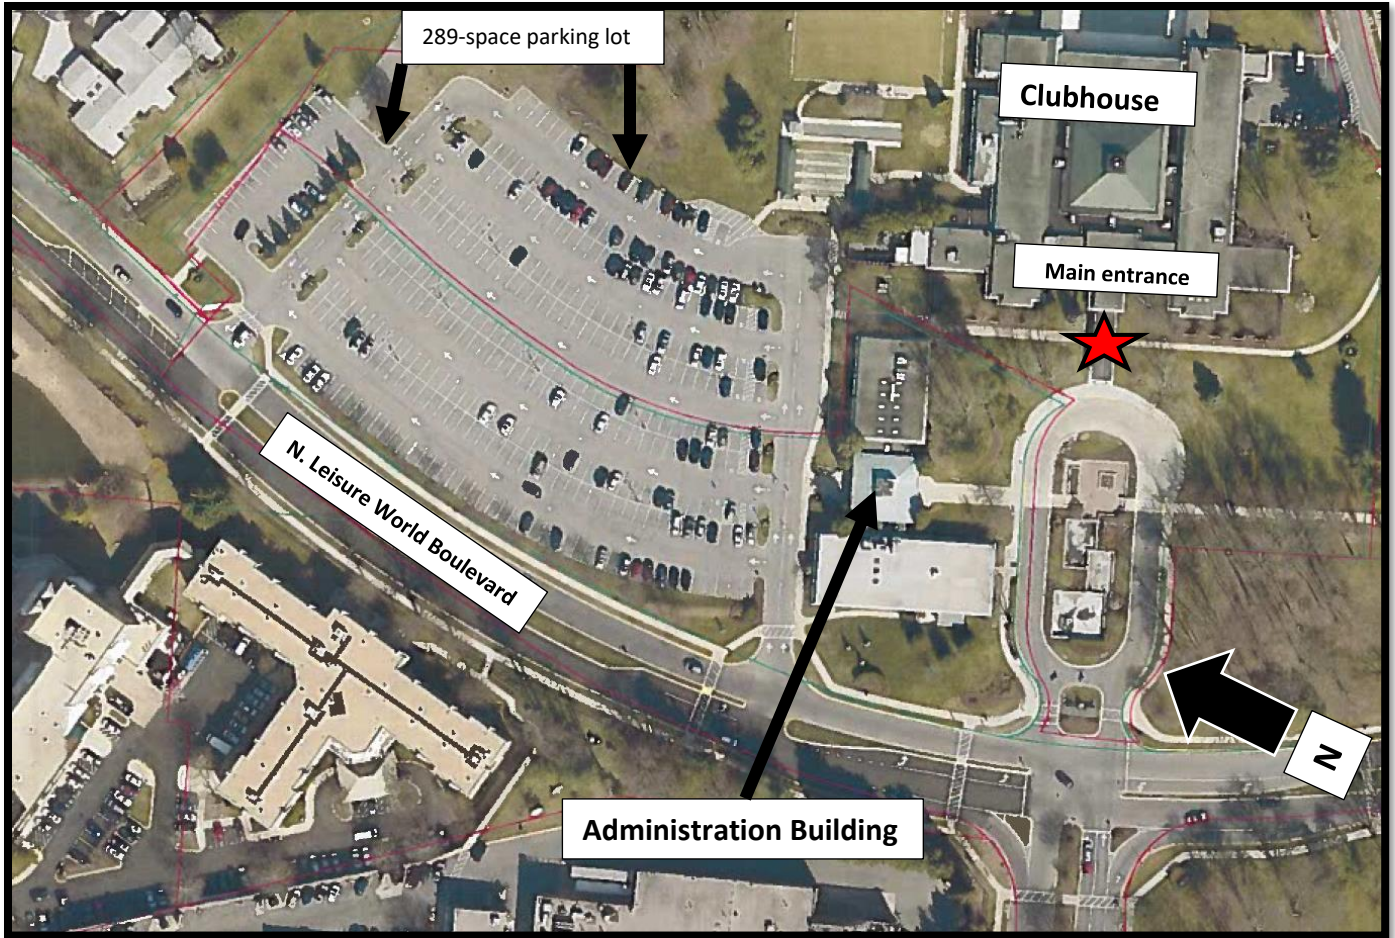 289-space parking lot
Clubhouse
Main entrance
N. Leisure World Boulevard
Administration Building
N